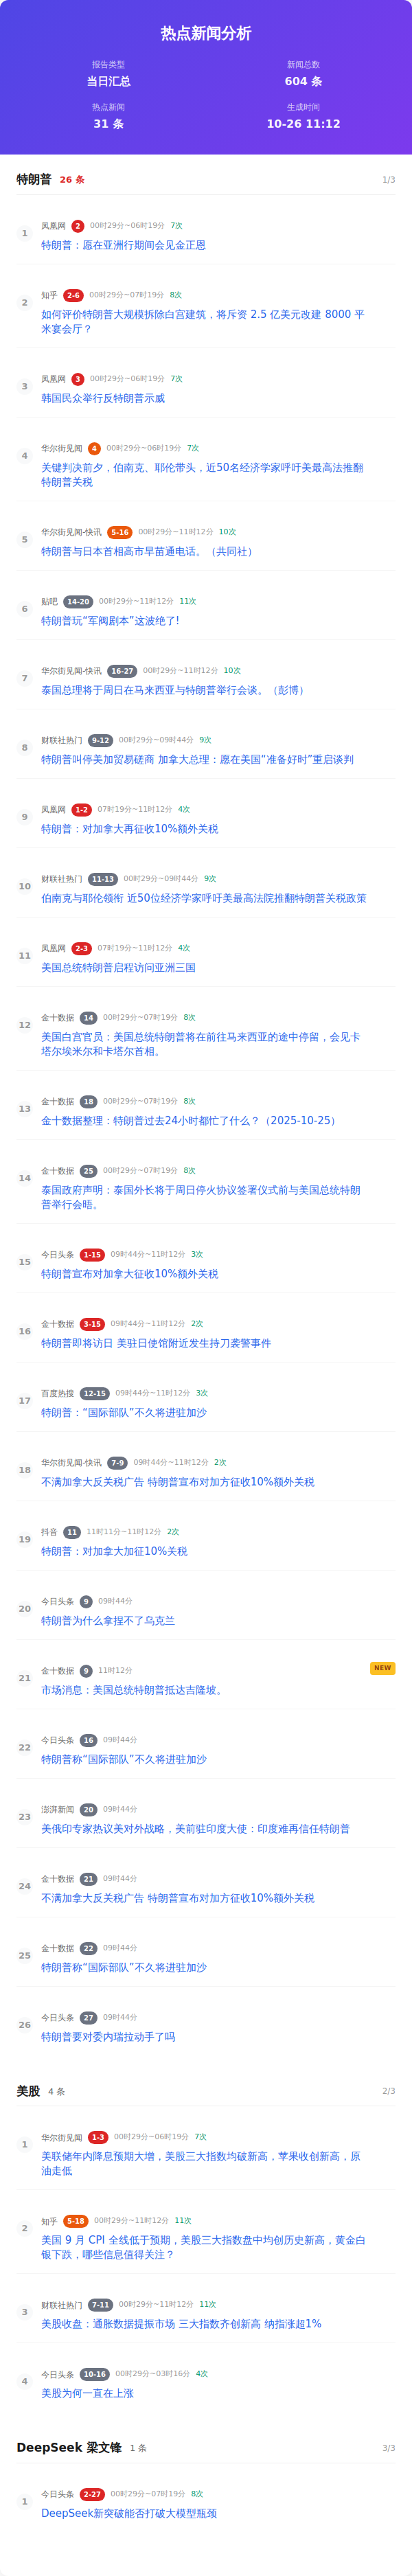 热点新闻分析
报告类型
新闻总数
当日汇总
604 条
热点新闻
生成时间
31 条
10-26 11:12
特朗普 26 条 1/3
1
凤凰网 2 00时29分~06时19分 7次
特朗普：愿在亚洲行期间会见金正恩
2
知乎 2-6 00时29分~07时19分 8次
如何评价特朗普大规模拆除白宫建筑，将斥资 2.5 亿美元改建 8000 平
米宴会厅？
3
凤凰网 3 00时29分~06时19分 7次
韩国民众举行反特朗普示威
4
华尔街见闻 4 00时29分~06时19分 7次
关键判决前夕，伯南克、耶伦带头，近50名经济学家呼吁美最高法推翻
特朗普关税
5
华尔街见闻-快讯 5-16 00时29分~11时12分 10次
特朗普与日本首相高市早苗通电话。（共同社）
6
贴吧 14-20 00时29分~11时12分 11次
特朗普玩“军阀剧本”这波绝了!
7
华尔街见闻-快讯 16-27 00时29分~11时12分 10次
泰国总理将于周日在马来西亚与特朗普举行会谈。（彭博）
8
财联社热门 9-12 00时29分~09时44分 9次
特朗普叫停美加贸易磋商 加拿大总理：愿在美国“准备好时”重启谈判
9
凤凰网 1-2 07时19分~11时12分 4次
特朗普：对加拿大再征收10%额外关税
10
财联社热门 11-13 00时29分~09时44分 9次
伯南克与耶伦领衔 近50位经济学家呼吁美最高法院推翻特朗普关税政策
11
凤凰网 2-3 07时19分~11时12分 4次
美国总统特朗普启程访问亚洲三国
12
金十数据 14 00时29分~07时19分 8次
美国白宫官员：美国总统特朗普将在前往马来西亚的途中停留，会见卡
塔尔埃米尔和卡塔尔首相。
13
金十数据 18 00时29分~07时19分 8次
金十数据整理：特朗普过去24小时都忙了什么？（2025-10-25）
14
金十数据 25 00时29分~07时19分 8次
泰国政府声明：泰国外长将于周日停火协议签署仪式前与美国总统特朗
普举行会晤。
15
今日头条 1-15 09时44分~11时12分 3次
特朗普宣布对加拿大征收10%额外关税
16
金十数据 3-15 09时44分~11时12分 2次
特朗普即将访日 美驻日使馆附近发生持刀袭警事件
17
百度热搜 12-15 09时44分~11时12分 3次
特朗普：“国际部队”不久将进驻加沙
18
华尔街见闻-快讯 7-9 09时44分~11时12分 2次
不满加拿大反关税广告 特朗普宣布对加方征收10%额外关税
19
抖音 11 11时11分~11时12分 2次
特朗普：对加拿大加征10%关税
20
今日头条 9 09时44分
特朗普为什么拿捏不了乌克兰
NEW
21
金十数据 9 11时12分
市场消息：美国总统特朗普抵达吉隆坡。
22
今日头条 16 09时44分
特朗普称“国际部队”不久将进驻加沙
23
澎湃新闻 20 09时44分
美俄印专家热议美对外战略，美前驻印度大使：印度难再信任特朗普
24
金十数据 21 09时44分
不满加拿大反关税广告 特朗普宣布对加方征收10%额外关税
25
金十数据 22 09时44分
特朗普称“国际部队”不久将进驻加沙
26
今日头条 27 09时44分
特朗普要对委内瑞拉动手了吗
美股 4 条 2/3
1
华尔街见闻 1-3 00时29分~06时19分 7次
美联储年内降息预期大增，美股三大指数均破新高，苹果收创新高，原
油走低
2
知乎 5-18 00时29分~11时12分 11次
美国 9 月 CPI 全线低于预期，美股三大指数盘中均创历史新高，黄金白
银下跌，哪些信息值得关注？
3
财联社热门 7-11 00时29分~11时12分 11次
美股收盘：通胀数据提振市场 三大指数齐创新高 纳指涨超1%
4
今日头条 10-16 00时29分~03时16分 4次
美股为何一直在上涨
DeepSeek 梁文锋 1 条 3/3
1
今日头条 2-27 00时29分~07时19分 8次
DeepSeek新突破能否打破大模型瓶颈